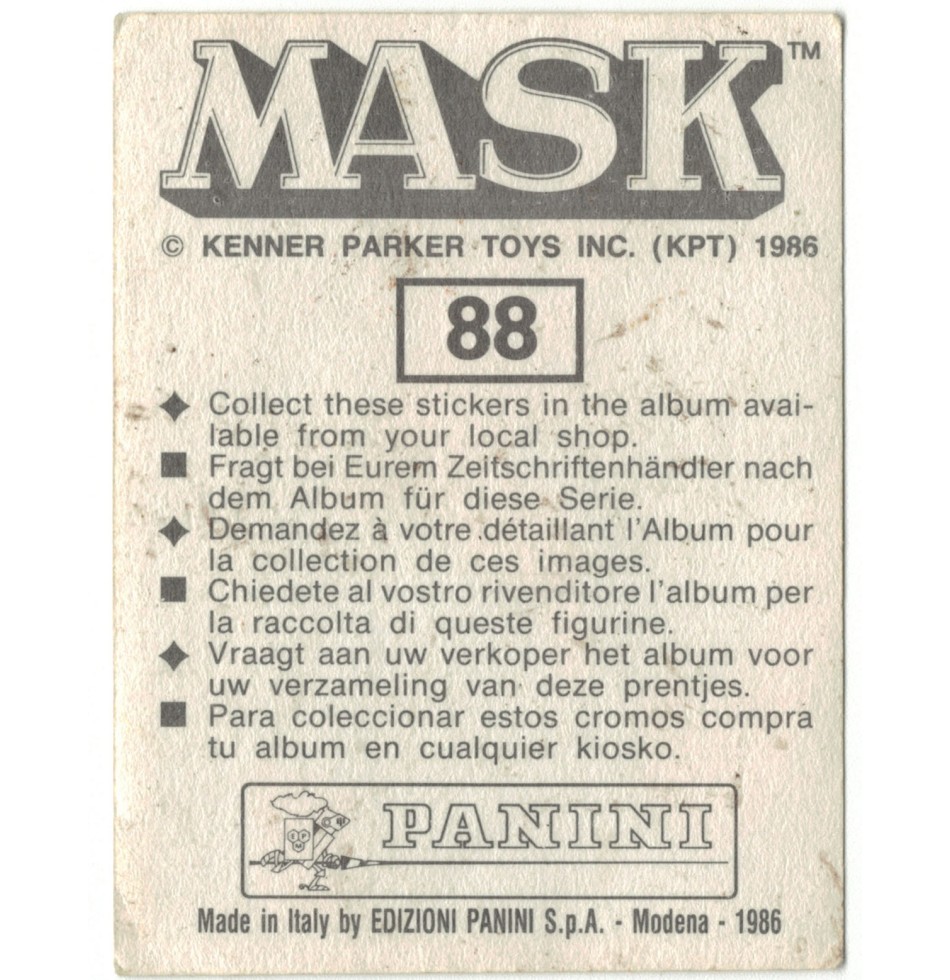 MASK™
© KENNER PARKER TOYS INC. (KPT) 1986
88
◆ Collect these stickers in the album avai-
lable from your local shop.
■ Fragt bei Eurem Zeitschriftenhändler nach
dem Album für diese Serie.
◆ Demandez à votre détaillant l'Album pour
la collection de ces images.
■ Chiedete al vostro rivenditore l'album per
la raccolta di queste figurine.
◆ Vraagt aan uw verkoper het album voor
uw verzameling van deze prentjes.
■ Para coleccionar estos cromos compra
tu album en cualquier kiosko.
PANINI
Made in Italy by EDIZIONI PANINI S.p.A. - Modena - 1986